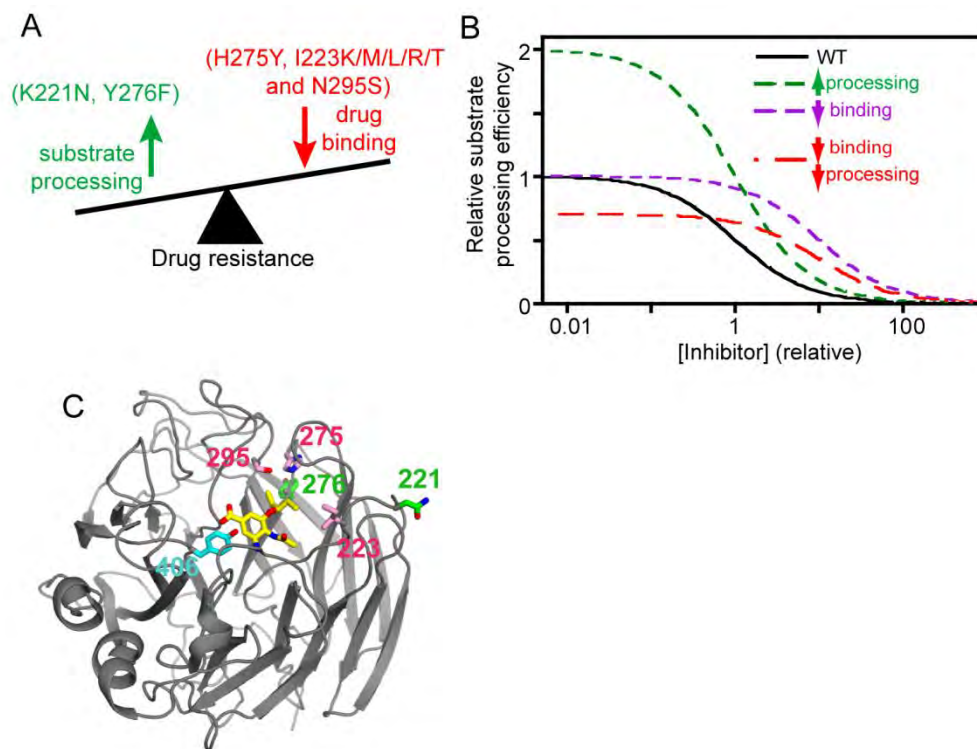 A
(K221N, Y276F)
substrate
processing
(H275Y, I223K/M/L/R/T
and N295S)
drug
binding
Drug resistance
B
Relative substrate
processing efficiency
2
1
0
0.01
1
100
[Inhibitor] (relative)
WT
processing
binding
binding
processing
C
295
275
276
221
223
406